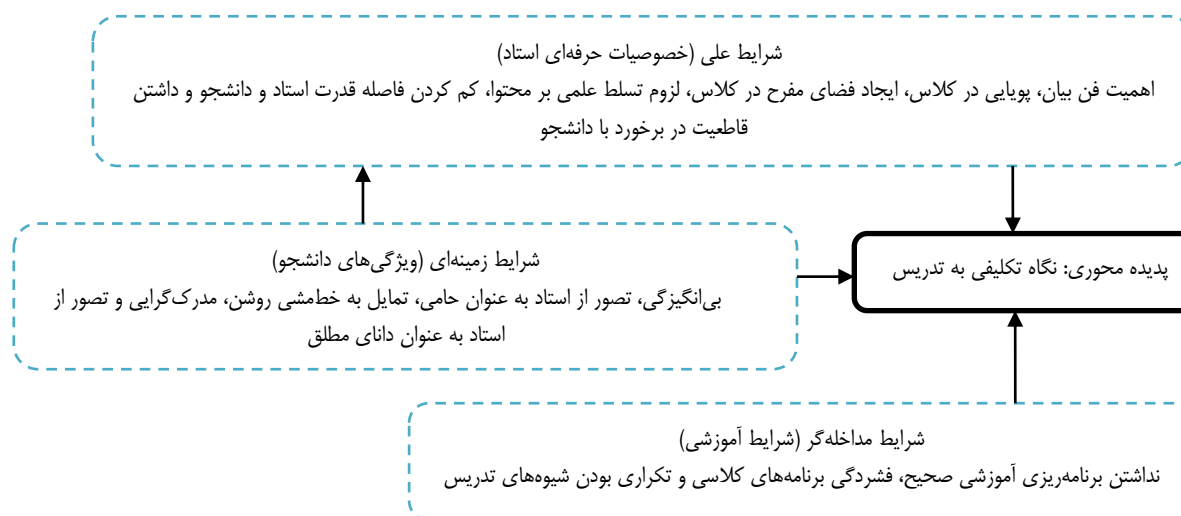 شرایط علی (خصوصیات حرفه‌ای استاد)
اهمیت فن بیان، پویایی در کلاس، ایجاد فضای مفرح در کلاس، لزوم تسلط علمی بر محتوا، کم کردن فاصله قدرت استاد و دانشجو و داشتن
قاطعیت در برخورد با دانشجو
شرایط زمینه‌ای (ویژگی‌های دانشجو)
بی‌انگیزگی، تصور از استاد به عنوان حامی، تمایل به خط‌مشی روشن، مدرک‌گرایی و تصور از
استاد به عنوان دانای مطلق
پدیده محوری: نگاه تکلیفی به تدریس
شرایط مداخله‌گر (شرایط آموزشی)
نداشتن برنامه‌ریزی آموزشی صحیح، فشردگی برنامه‌های کلاسی و تکراری بودن شیوه‌های تدریس